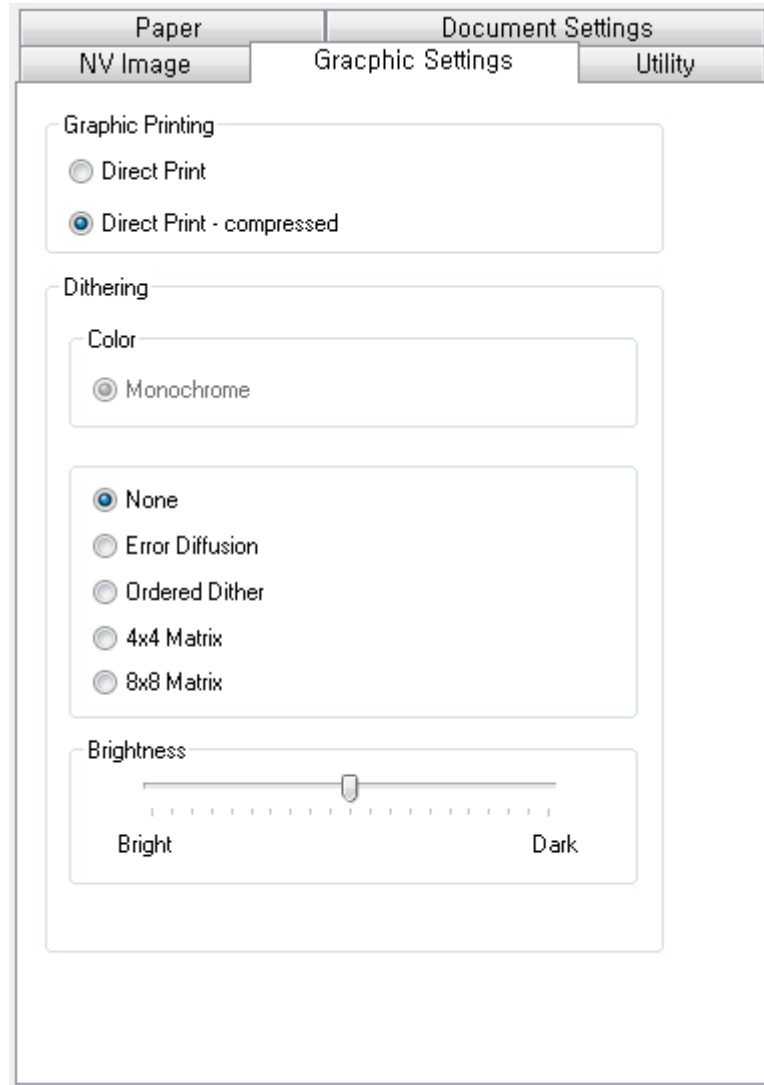 Paper Document Settings
NV Image Gracphic Settings Utility
Graphic Printing
Direct Print
Direct Print - compressed
Dithering
Color
Monochrome
None
Error Diffusion
Ordered Dither
4x4 Matrix
8x8 Matrix
Brightness
Bright Dark